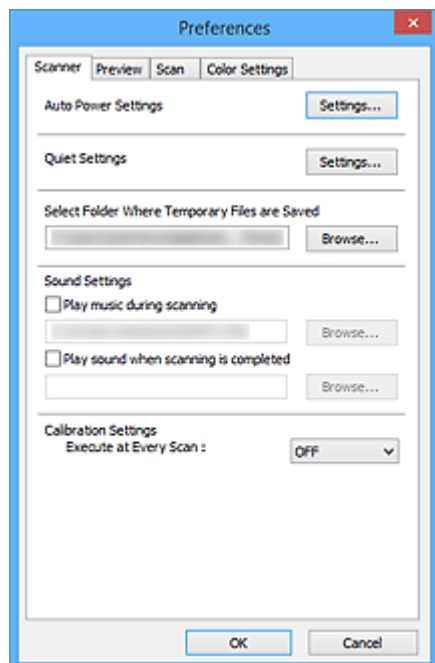 Preferences
Scanner Preview Scan Color Settings
Auto Power Settings Settings...
Quiet Settings Settings...
Select Folder Where Temporary Files are Saved
Browse...
Sound Settings
Play music during scanning
Browse...
Play sound when scanning is completed
Browse...
Calibration Settings
Execute at Every Scan : OFF
OK Cancel